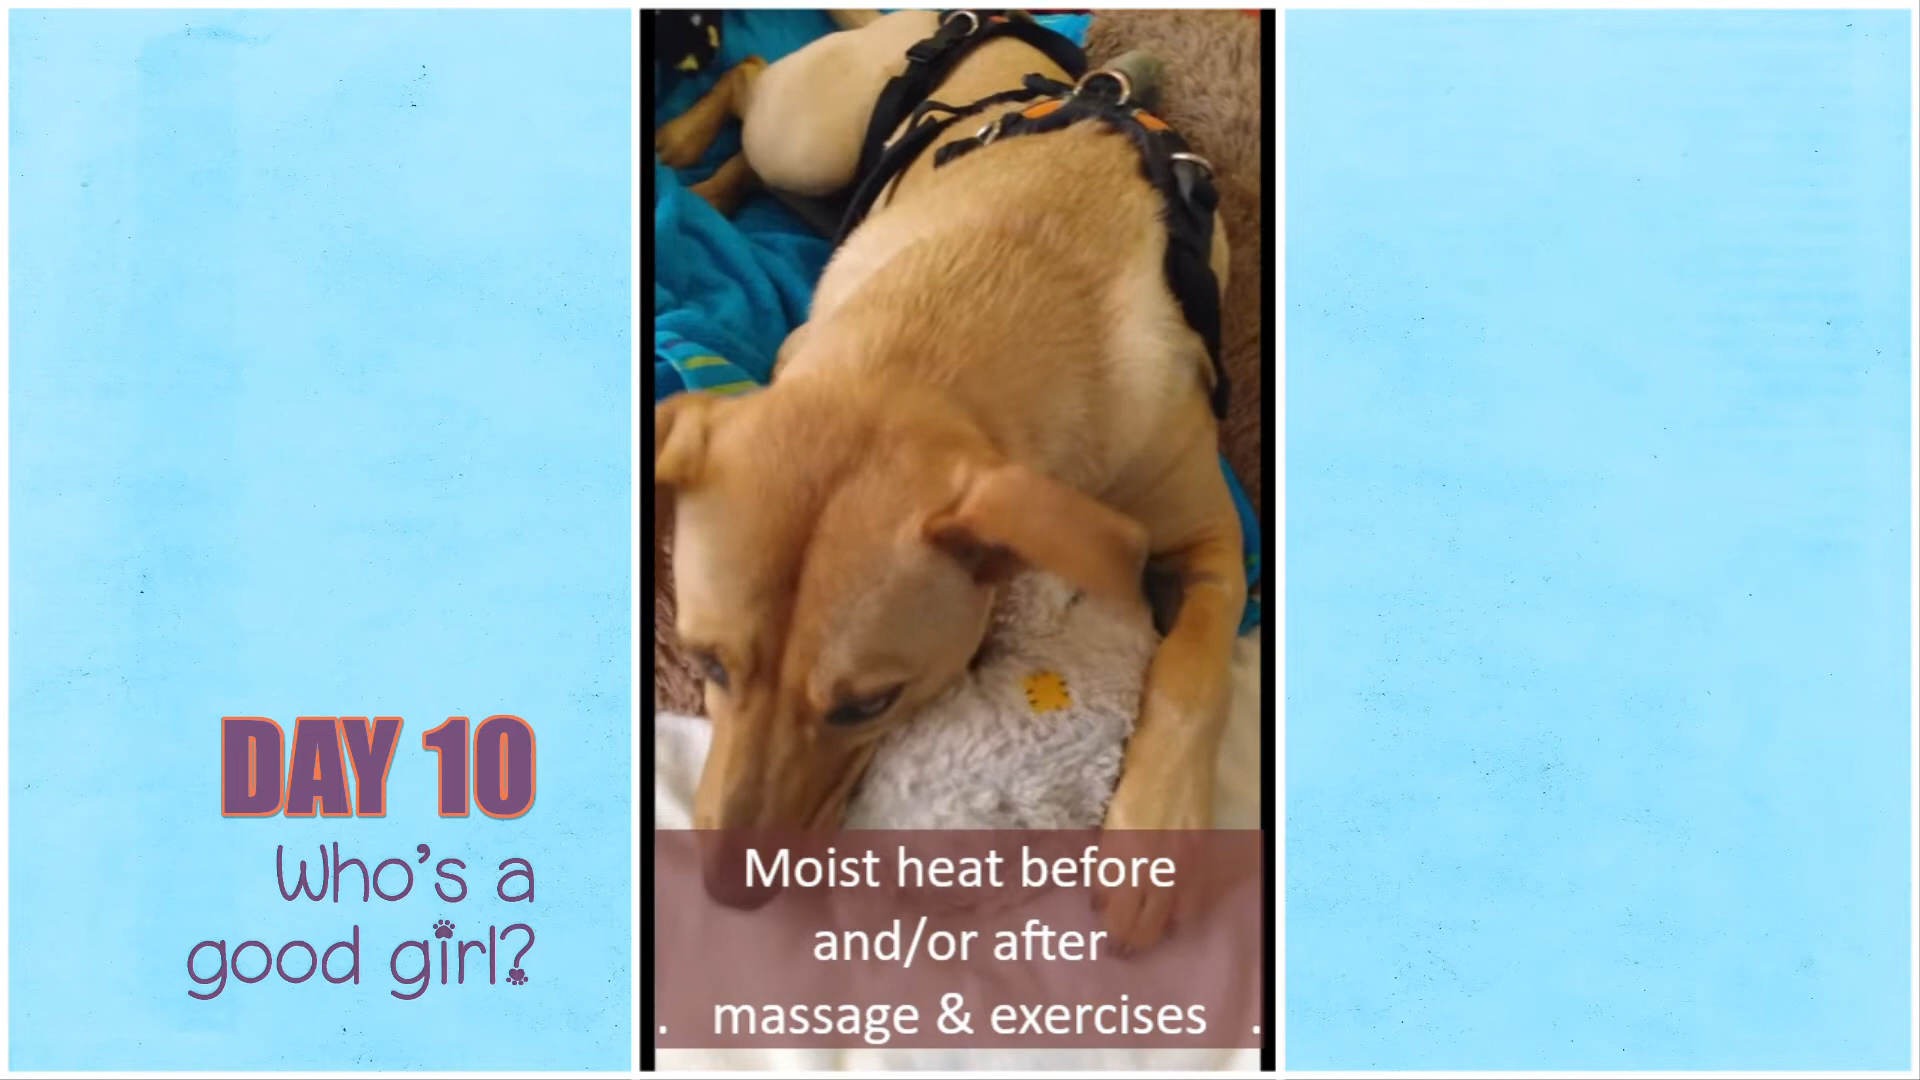 DAY 10
Who's a
good girl?
Moist heat before
and/or after
. massage & exercises .